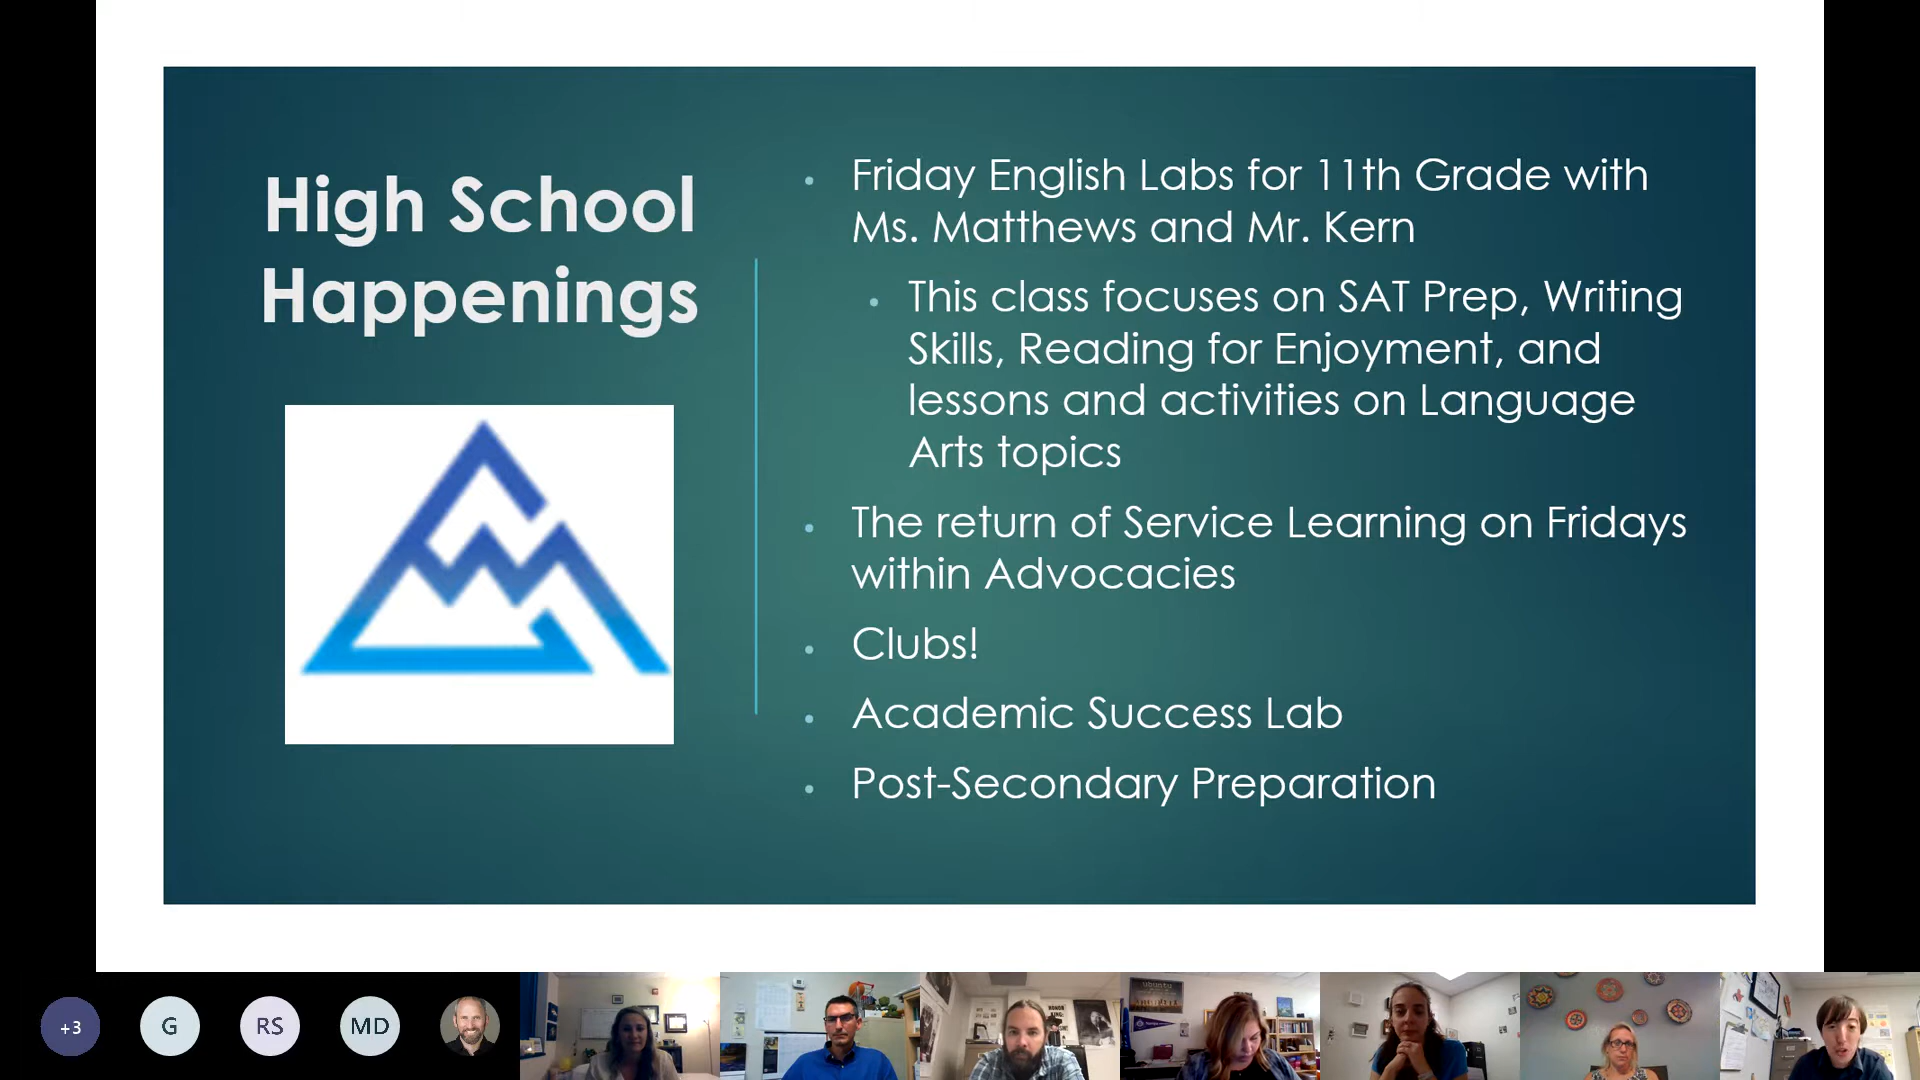 High School
Happenings
Friday English Labs for 11th Grade with
Ms. Matthews and Mr. Kern
This class focuses on SAT Prep, Writing
Skills, Reading for Enjoyment, and
lessons and activities on Language
Arts topics
The return of Service Learning on Fridays
within Advocacies
Clubs!
Academic Success Lab
Post-Secondary Preparation
+3
G
RS
MD
ubuntu